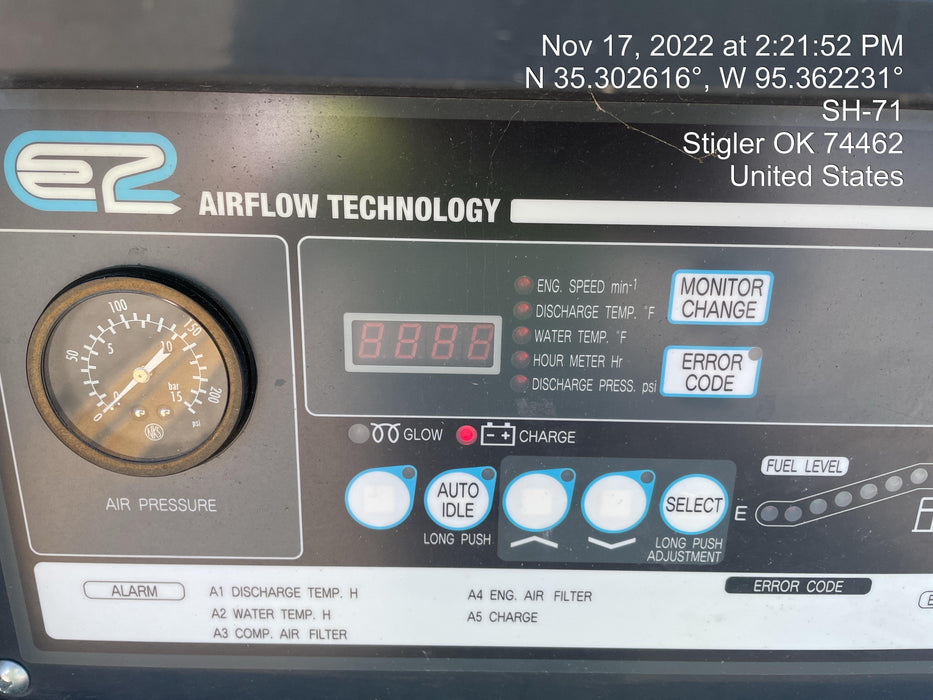 Nov 17, 2022 at 2:21:52 PM
N 35.302616°, W 95.362231°
SH-71
Stigler OK 74462
United States
e2
AIRFLOW TECHNOLOGY
0 50 100 150 200 psi
0 5 10 15 bar
AIR PRESSURE
8888
ENG. SPEED min-1
DISCHARGE TEMP. °F
WATER TEMP. °F
HOUR METER Hr
DISCHARGE PRESS. psi
MONITOR
CHANGE
ERROR
CODE
GLOW
- +
CHARGE
AUTO
IDLE
LONG PUSH
SELECT
LONG PUSH
ADJUSTMENT
FUEL LEVEL
E
ALARM
A1 DISCHARGE TEMP. H
A2 WATER TEMP. H
A3 COMP. AIR FILTER
A4 ENG. AIR FILTER
A5 CHARGE
ERROR CODE